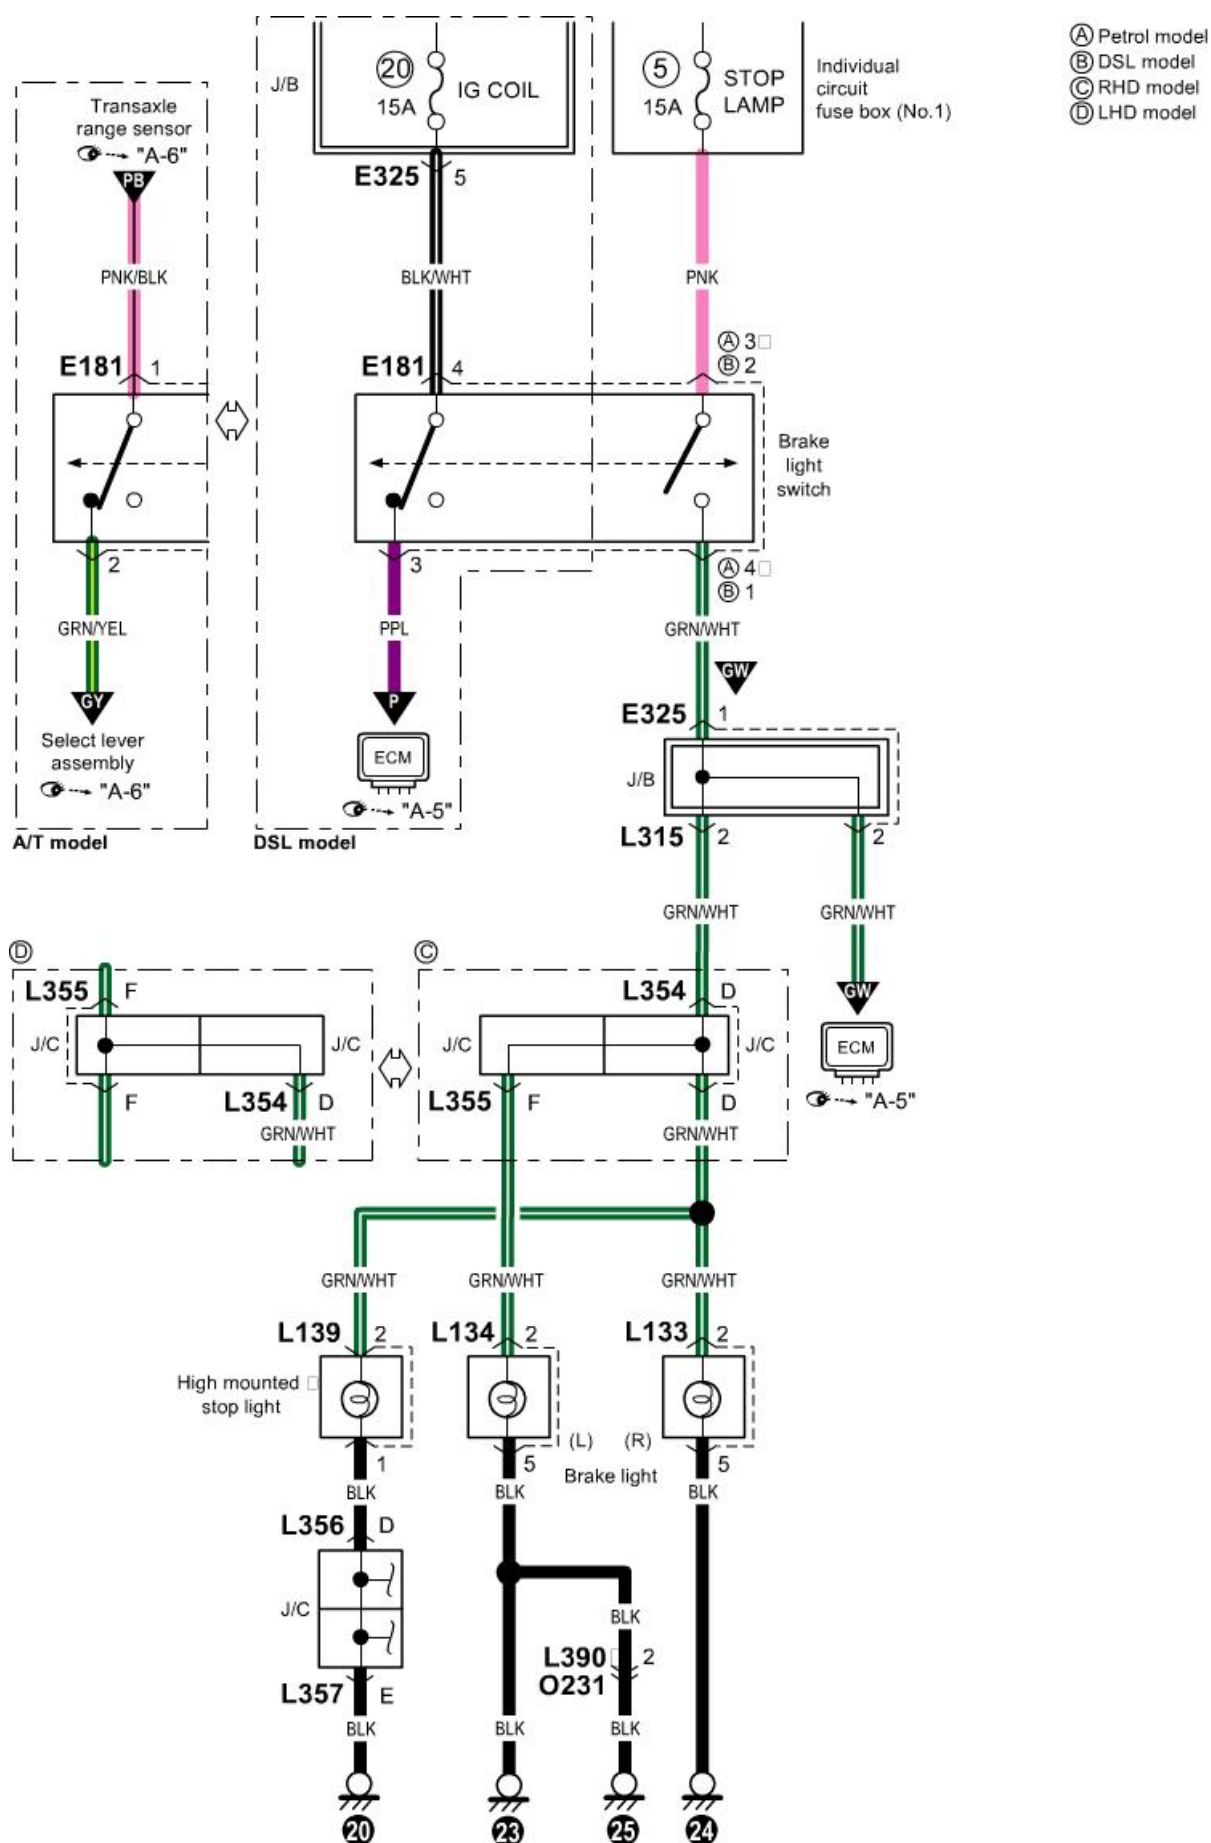 Ⓐ Petrol model
Ⓑ DSL model
Ⓒ RHD model
Ⓓ LHD model
J/B
20
15A
IG COIL
5
15A
STOP
LAMP
Individual
circuit
fuse box (No.1)
Transaxle
range sensor
"A-6"
PB
E325 5
PNK/BLK
BLK/WHT
PNK
Ⓐ 3
Ⓑ 2
E181 1
E181 4
Brake
light
switch
2
3
Ⓐ 4
Ⓑ 1
GRN/YEL
PPL
GRN/WHT
GW
GY
P
E325 1
Select lever
assembly
"A-6"
ECM
"A-5"
J/B
A/T model
DSL model
L315 2
2
GRN/WHT
GRN/WHT
Ⓓ
Ⓒ
L355 F
L354 D
GW
J/C
J/C
J/C
J/C
ECM
"A-5"
F
L354 D
L355 F
D
GRN/WHT
GRN/WHT
GRN/WHT
GRN/WHT
GRN/WHT
L139 2
L134 2
L133 2
High mounted
stop light
(L)
(R)
1
5
5
Brake light
BLK
BLK
BLK
L356 D
J/C
BLK
L390 2
O231
L357 E
BLK
BLK
BLK
20
23
25
24